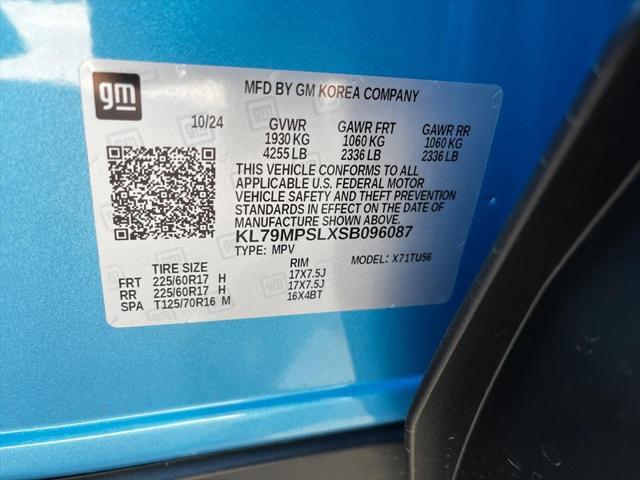 gm
MFD BY GM KOREA COMPANY
10/24 GVWR GAWR FRT GAWR RR
1930 KG 1060 KG 1060 KG
4255 LB 2336 LB 2336 LB
THIS VEHICLE CONFORMS TO ALL
APPLICABLE U.S. FEDERAL MOTOR
VEHICLE SAFETY AND THEFT PREVENTION
STANDARDS IN EFFECT ON THE DATE OF
MANUFACTURE SHOWN ABOVE.
KL79MPSLXSB096087
TYPE: MPV MODEL: X71TU56
TIRE SIZE RIM
FRT 225/60R17 H 17X7.5J
RR 225/60R17 H 17X7.5J
SPA T125/70R16 M 16X4BT